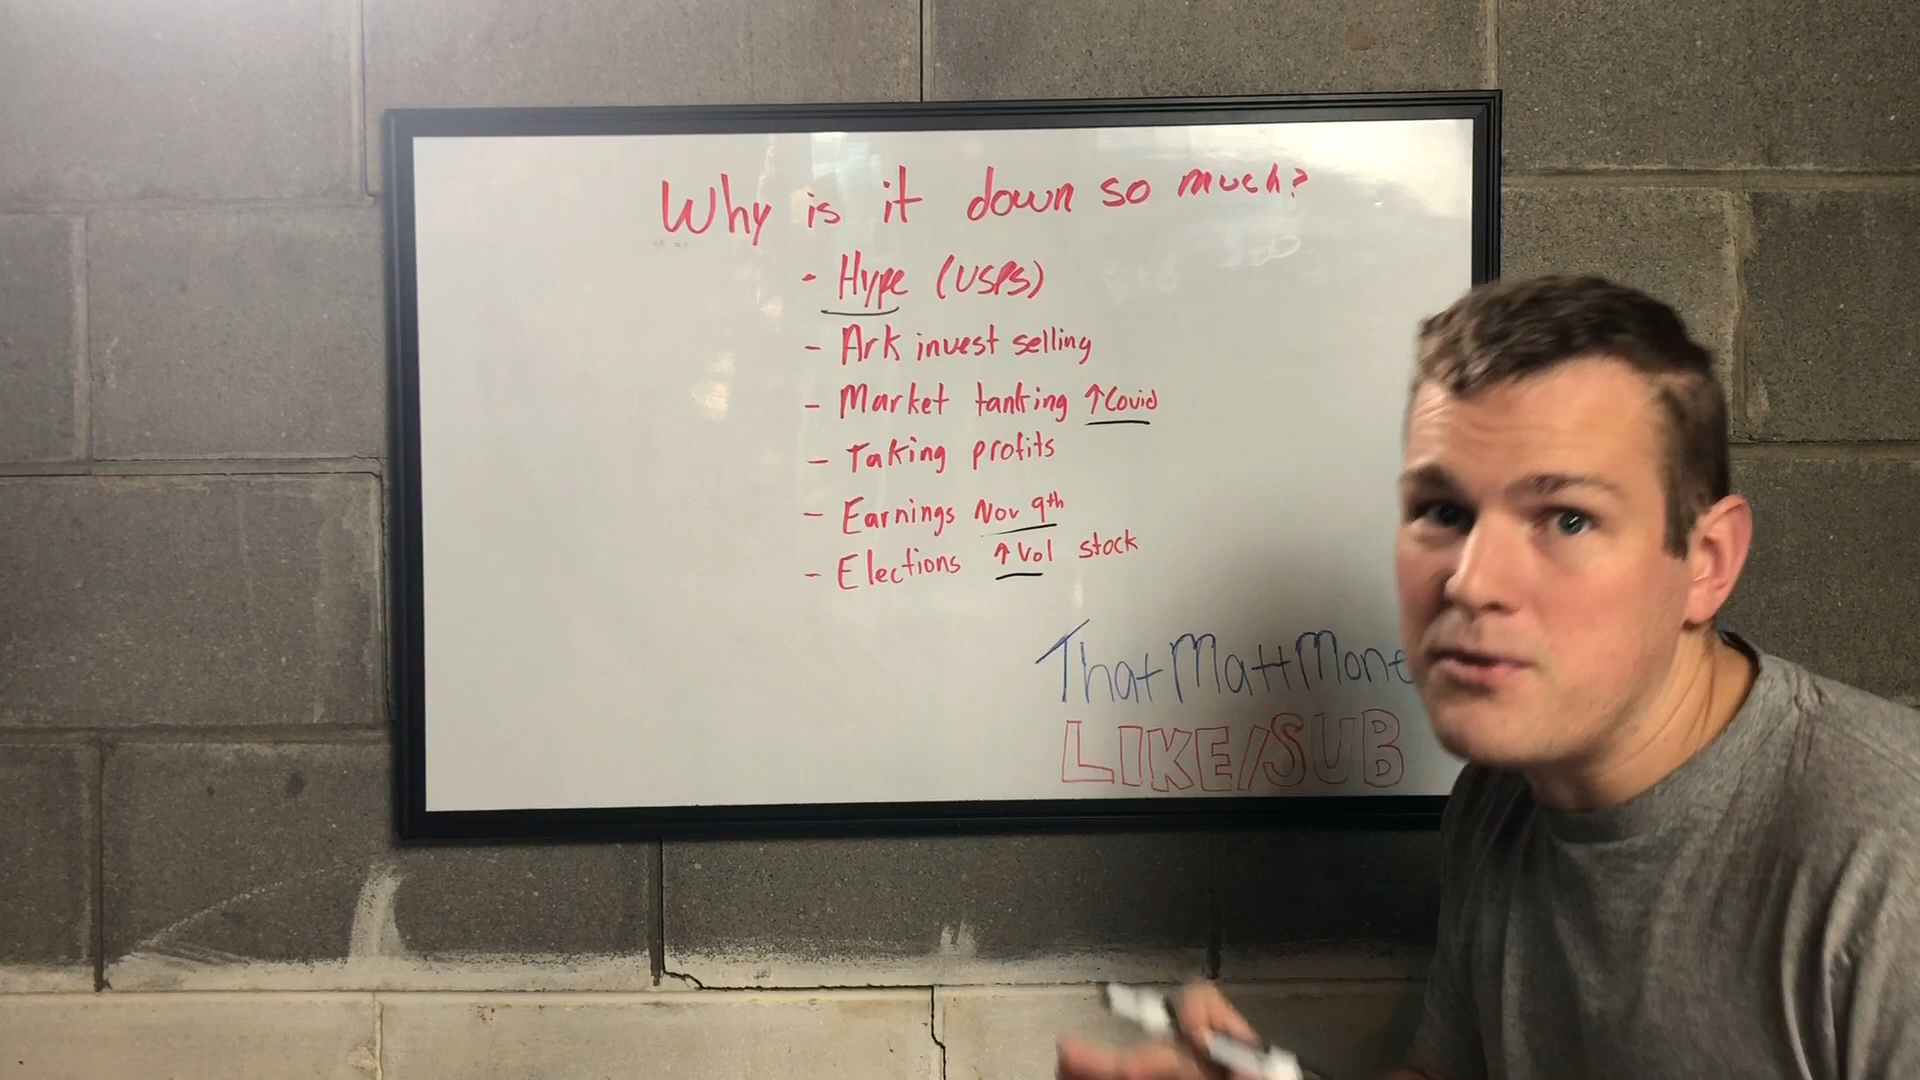 Why is it down so much?
- Hype (USPS)
- Ark invest selling
- Market tanking ↑Covid
- Taking profits
- Earnings Nov 9th
- Elections ↑Vol stock
ThatMattMone
LIKE/SUB